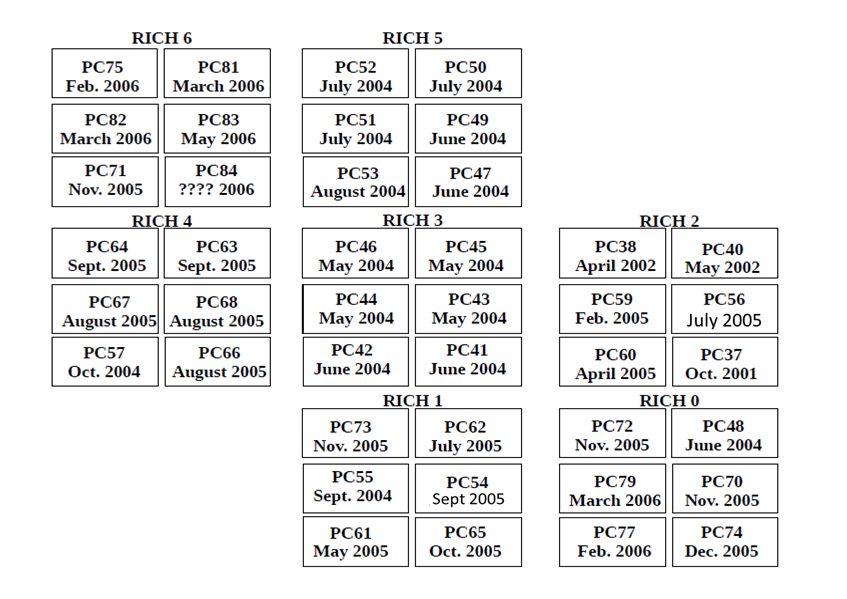 RICH 6
PC75
Feb. 2006
PC81
March 2006
PC82
March 2006
PC83
May 2006
PC71
Nov. 2005
PC84
???? 2006
RICH 5
PC52
July 2004
PC50
July 2004
PC51
July 2004
PC49
June 2004
PC53
August 2004
PC47
June 2004
RICH 4
PC64
Sept. 2005
PC63
Sept. 2005
PC67
August 2005
PC68
August 2005
PC57
Oct. 2004
PC66
August 2005
RICH 3
PC46
May 2004
PC45
May 2004
PC44
May 2004
PC43
May 2004
PC42
June 2004
PC41
June 2004
RICH 2
PC38
April 2002
PC40
May 2002
PC59
Feb. 2005
PC56
July 2005
PC60
April 2005
PC37
Oct. 2001
RICH 1
PC73
Nov. 2005
PC62
July 2005
PC55
Sept. 2004
PC54
Sept 2005
PC61
May 2005
PC65
Oct. 2005
RICH 0
PC72
Nov. 2005
PC48
June 2004
PC79
March 2006
PC70
Nov. 2005
PC77
Feb. 2006
PC74
Dec. 2005